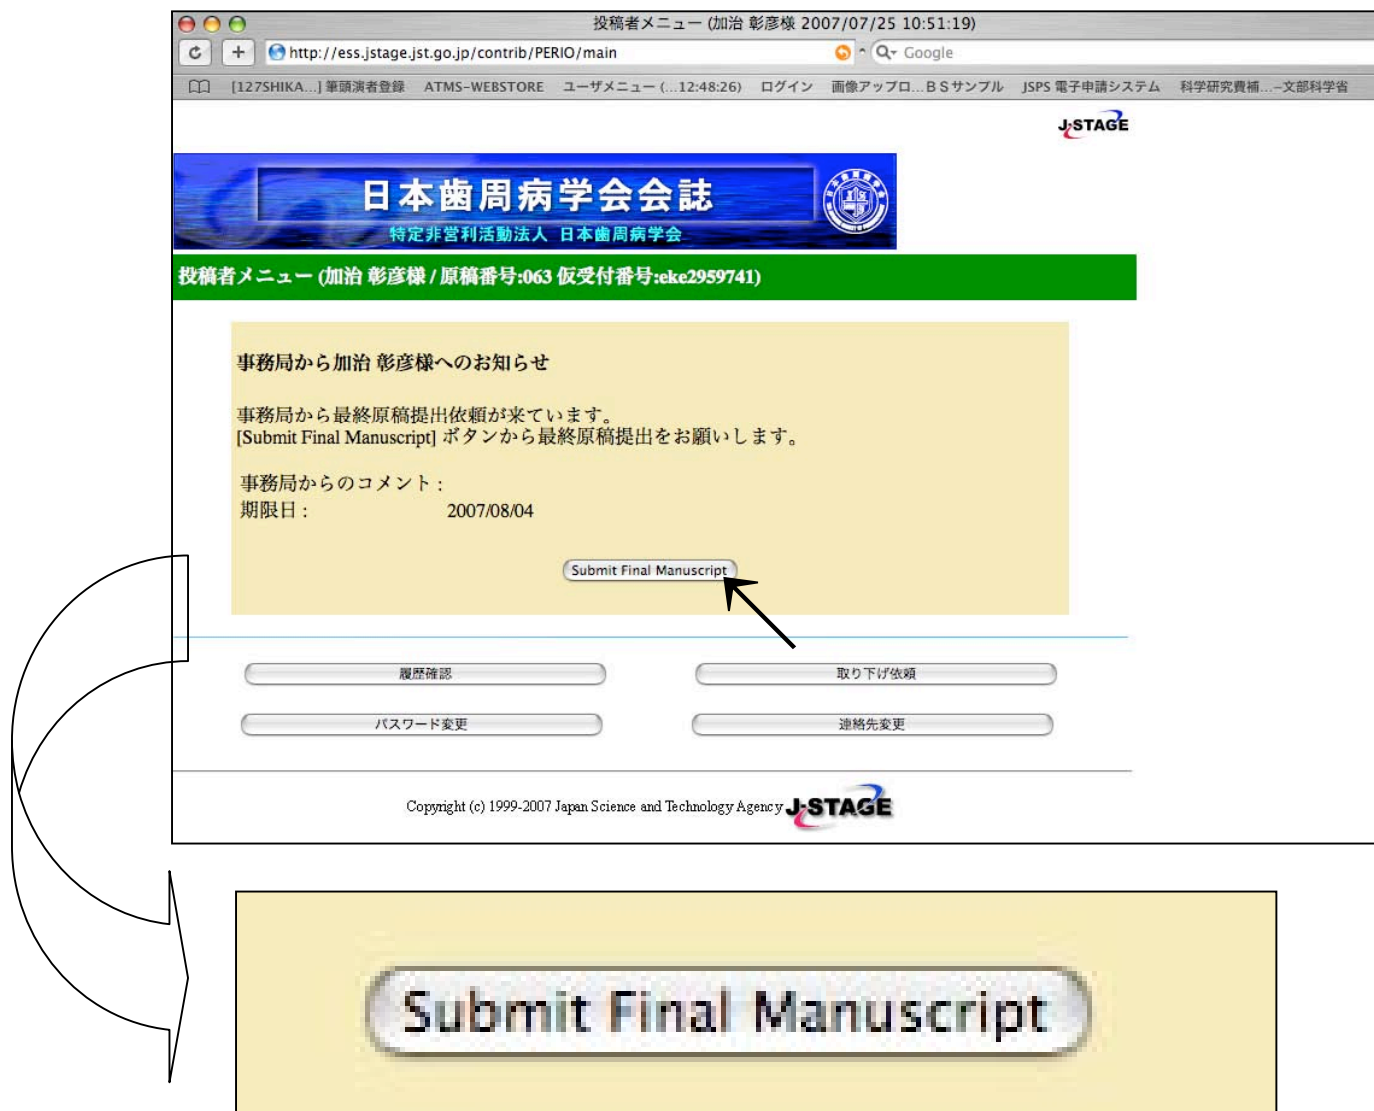 投稿者メニュー (加治 彰彦様 2007/07/25 10:51:19)
http://ess.jstage.jst.go.jp/contrib/PERIO/main
Google
[127SHIKA...] 筆頭演者登録 ATMS-WEBSTORE ユーザメニュー (...12:48:26) ログイン 画像アップロ...ＢＳサンプル JSPS 電子申請システム 科学研究費補...–文部科学省
J-STAGE
日本歯周病学会会誌
特定非営利活動法人 日本歯周病学会
投稿者メニュー (加治 彰彦様 / 原稿番号:063 仮受付番号:eke2959741)
事務局から加治 彰彦様へのお知らせ
事務局から最終原稿提出依頼が来ています。
[Submit Final Manuscript] ボタンから最終原稿提出をお願いします。
事務局からのコメント :
期限日 : 2007/08/04
Submit Final Manuscript
履歴確認 取り下げ依頼
パスワード変更 連絡先変更
Copyright (c) 1999-2007 Japan Science and Technology Agency J-STAGE
Submit Final Manuscript